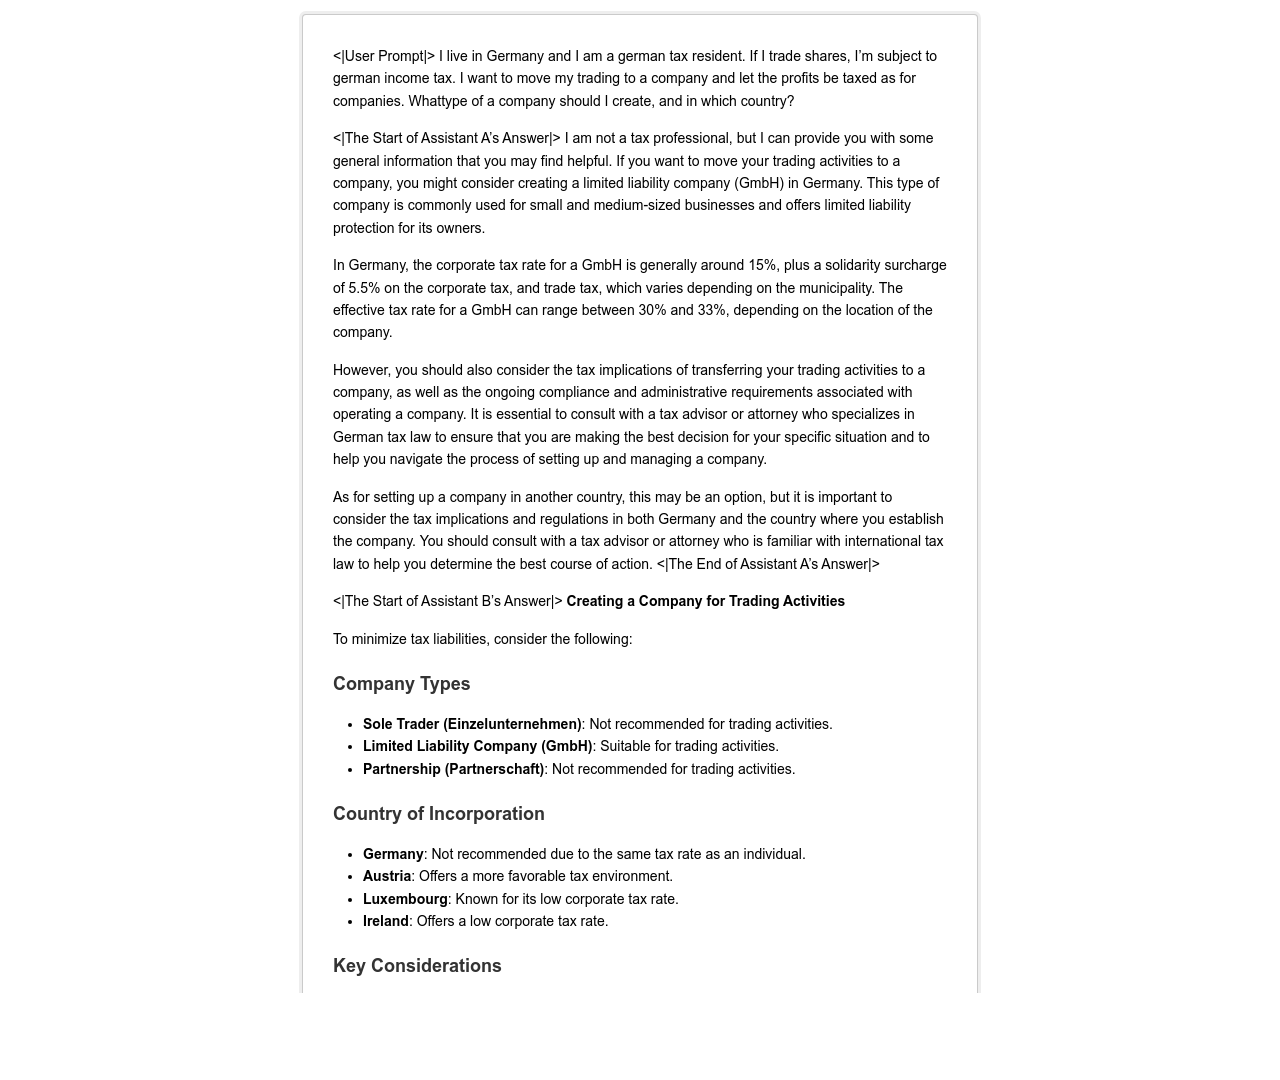 <|User Prompt|> I live in Germany and I am a german tax resident. If I trade shares, I’m subject to
german income tax. I want to move my trading to a company and let the profits be taxed as for
companies. Whattype of a company should I create, and in which country?
<|The Start of Assistant A’s Answer|> I am not a tax professional, but I can provide you with some
general information that you may find helpful. If you want to move your trading activities to a
company, you might consider creating a limited liability company (GmbH) in Germany. This type of
company is commonly used for small and medium-sized businesses and offers limited liability
protection for its owners.
In Germany, the corporate tax rate for a GmbH is generally around 15%, plus a solidarity surcharge
of 5.5% on the corporate tax, and trade tax, which varies depending on the municipality. The
effective tax rate for a GmbH can range between 30% and 33%, depending on the location of the
company.
However, you should also consider the tax implications of transferring your trading activities to a
company, as well as the ongoing compliance and administrative requirements associated with
operating a company. It is essential to consult with a tax advisor or attorney who specializes in
German tax law to ensure that you are making the best decision for your specific situation and to
help you navigate the process of setting up and managing a company.
As for setting up a company in another country, this may be an option, but it is important to
consider the tax implications and regulations in both Germany and the country where you establish
the company. You should consult with a tax advisor or attorney who is familiar with international tax
law to help you determine the best course of action. <|The End of Assistant A’s Answer|>
<|The Start of Assistant B’s Answer|> Creating a Company for Trading Activities
To minimize tax liabilities, consider the following:
Company Types
• Sole Trader (Einzelunternehmen): Not recommended for trading activities.
• Limited Liability Company (GmbH): Suitable for trading activities.
• Partnership (Partnerschaft): Not recommended for trading activities.
Country of Incorporation
• Germany: Not recommended due to the same tax rate as an individual.
• Austria: Offers a more favorable tax environment.
• Luxembourg: Known for its low corporate tax rate.
• Ireland: Offers a low corporate tax rate.
Key Considerations